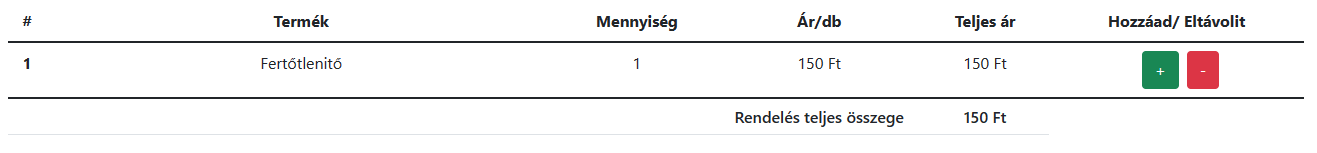 # Termék Mennyiség Ár/db Teljes ár Hozzáad/ Eltávolit
1 Fertőtlenitő 1 150 Ft 150 Ft + -
Rendelés teljes összege 150 Ft